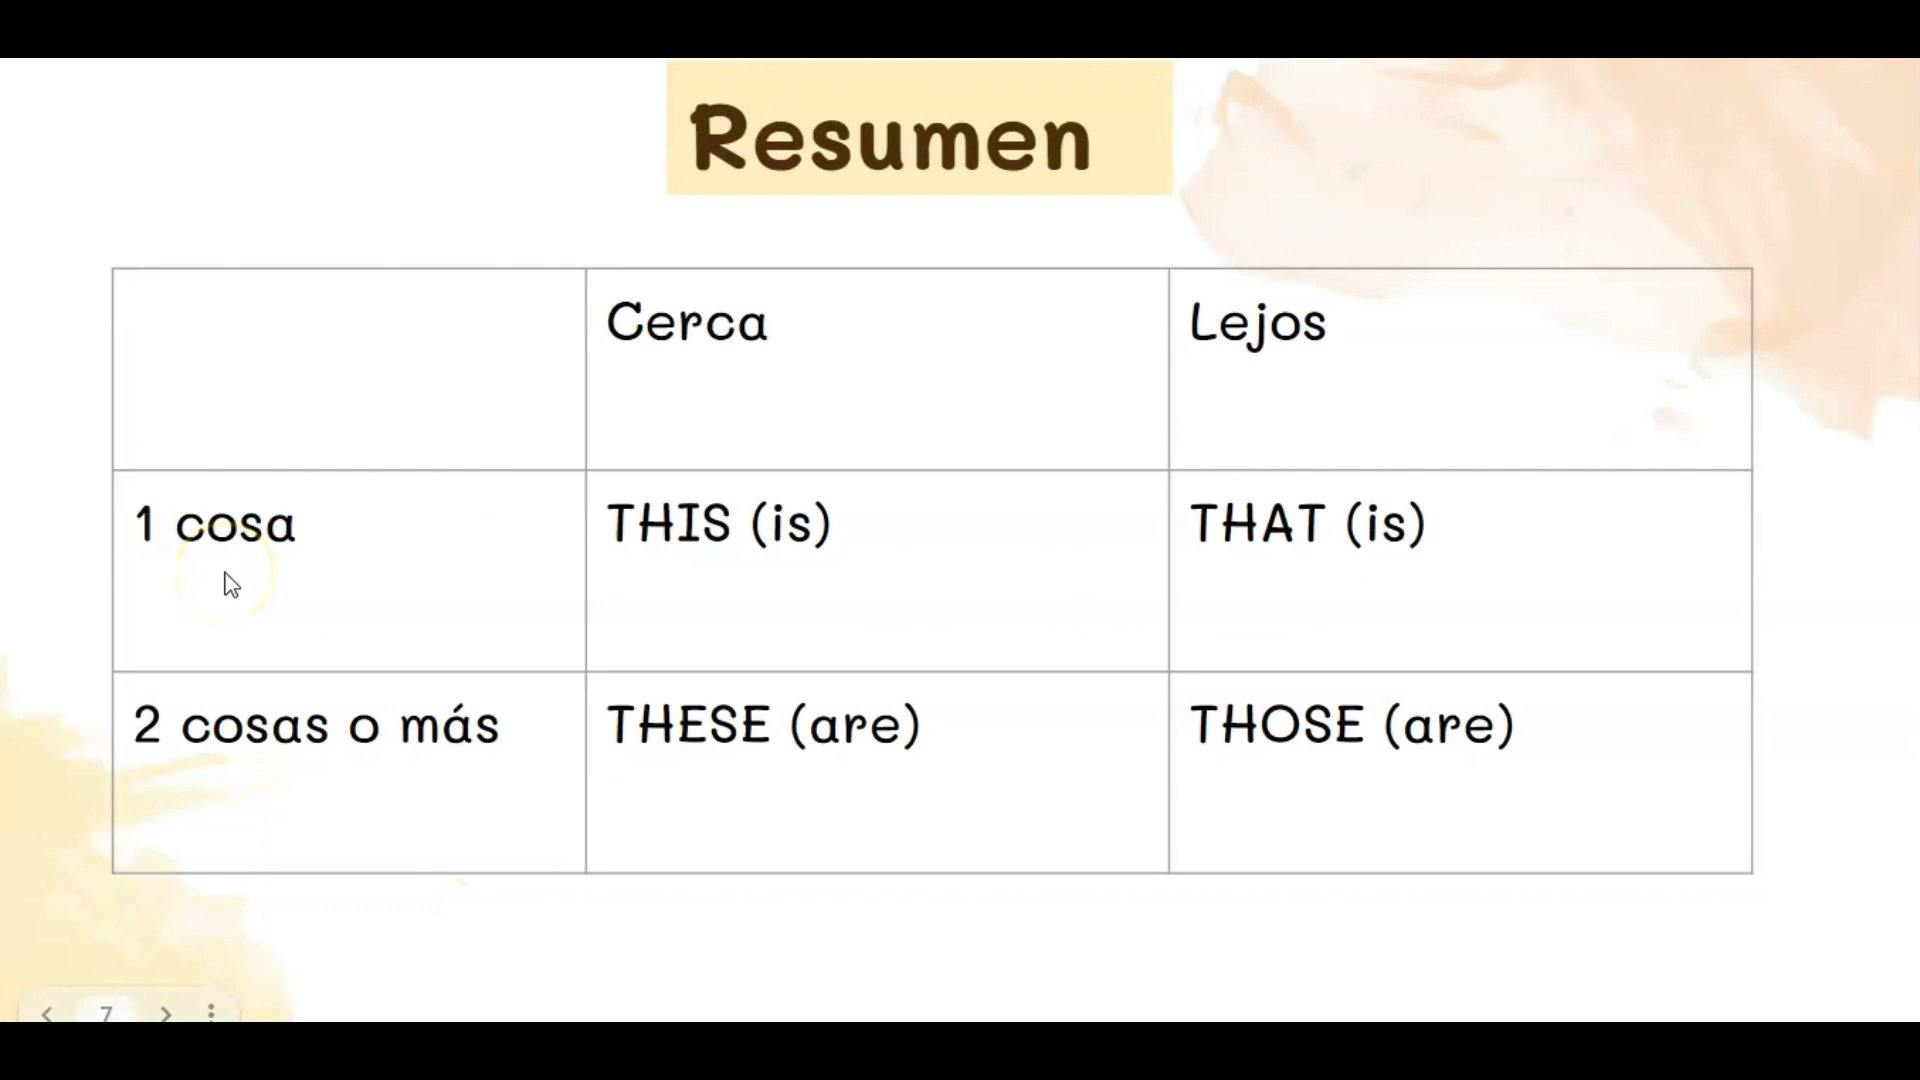 Resumen
Cerca
Lejos
1 cosa
THIS (is)
THAT (is)
2 cosas o más
THESE (are)
THOSE (are)
7